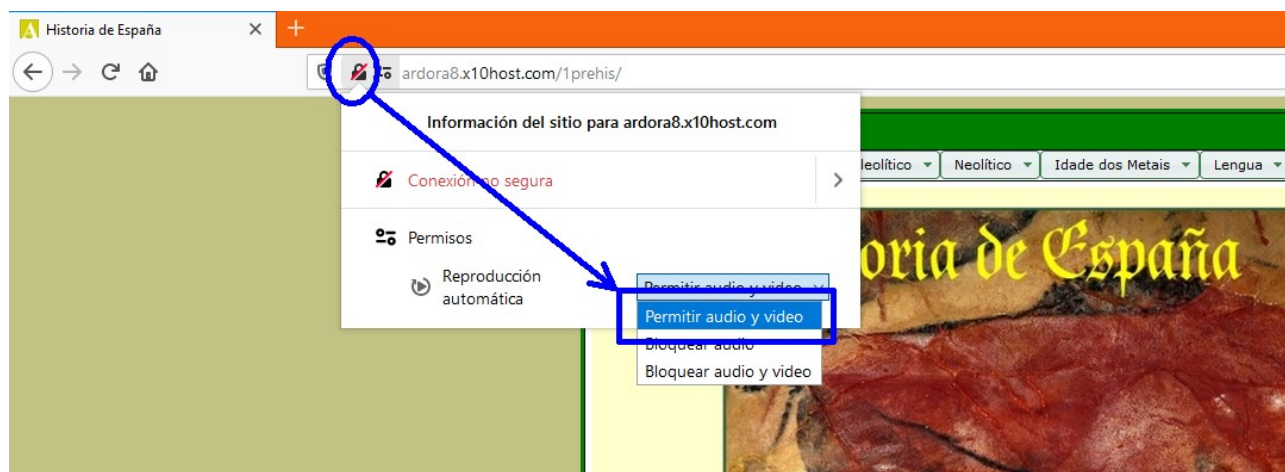 Historia de España
ardora8.x10host.com/1prehis/
Información del sitio para ardora8.x10host.com
Conexión no segura
Neolítico
Idade dos Metais
Lengua
Permisos
oria de España
Reproducción
automática
Permitir audio y video
Permitir audio y video
Bloquear audio
Bloquear audio y video